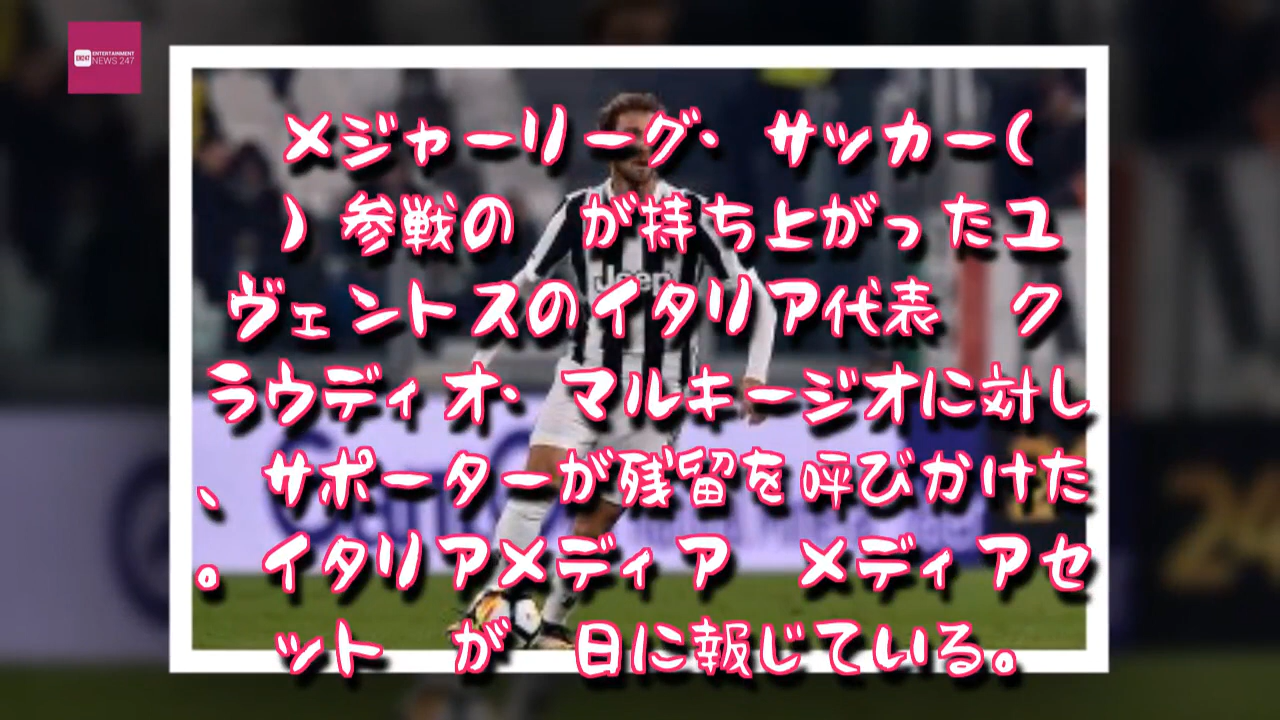 ENTERTAINMENT
NEWS 247
メジャーリーグ・サッカー(
)参戦の が持ち上がったユ
ヴェントスのイタリア代表 ク
ラウディオ・マルキージオに対し
、サポーターが残留を呼びかけた
。イタリアメディア メディアセ
ット が 日に報じている。
Jeep